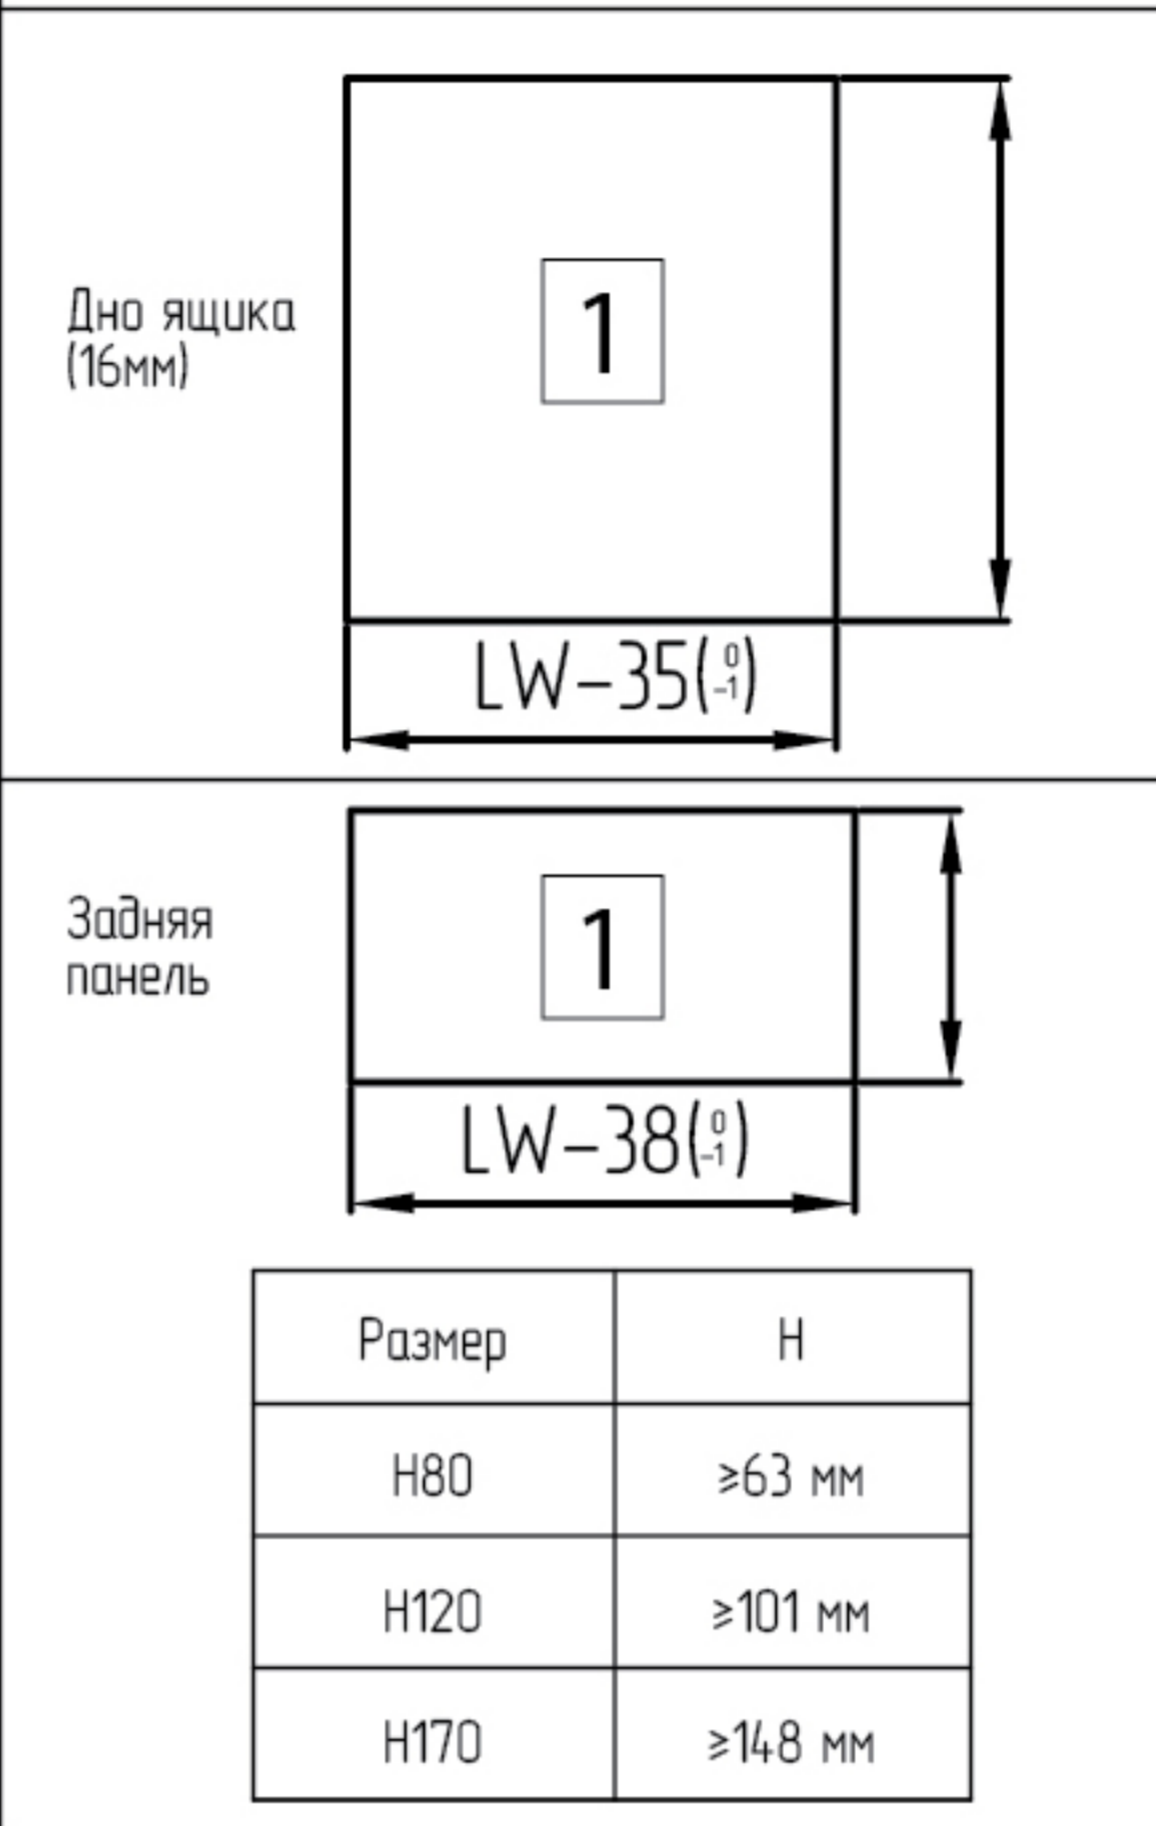 Дно ящика
(16мм)
1
LW-35(0 -1)
Задняя
панель
1
LW-38(0 -1)
Размер H
H80 ⩾63 мм
H120 ⩾101 мм
H170 ⩾148 мм